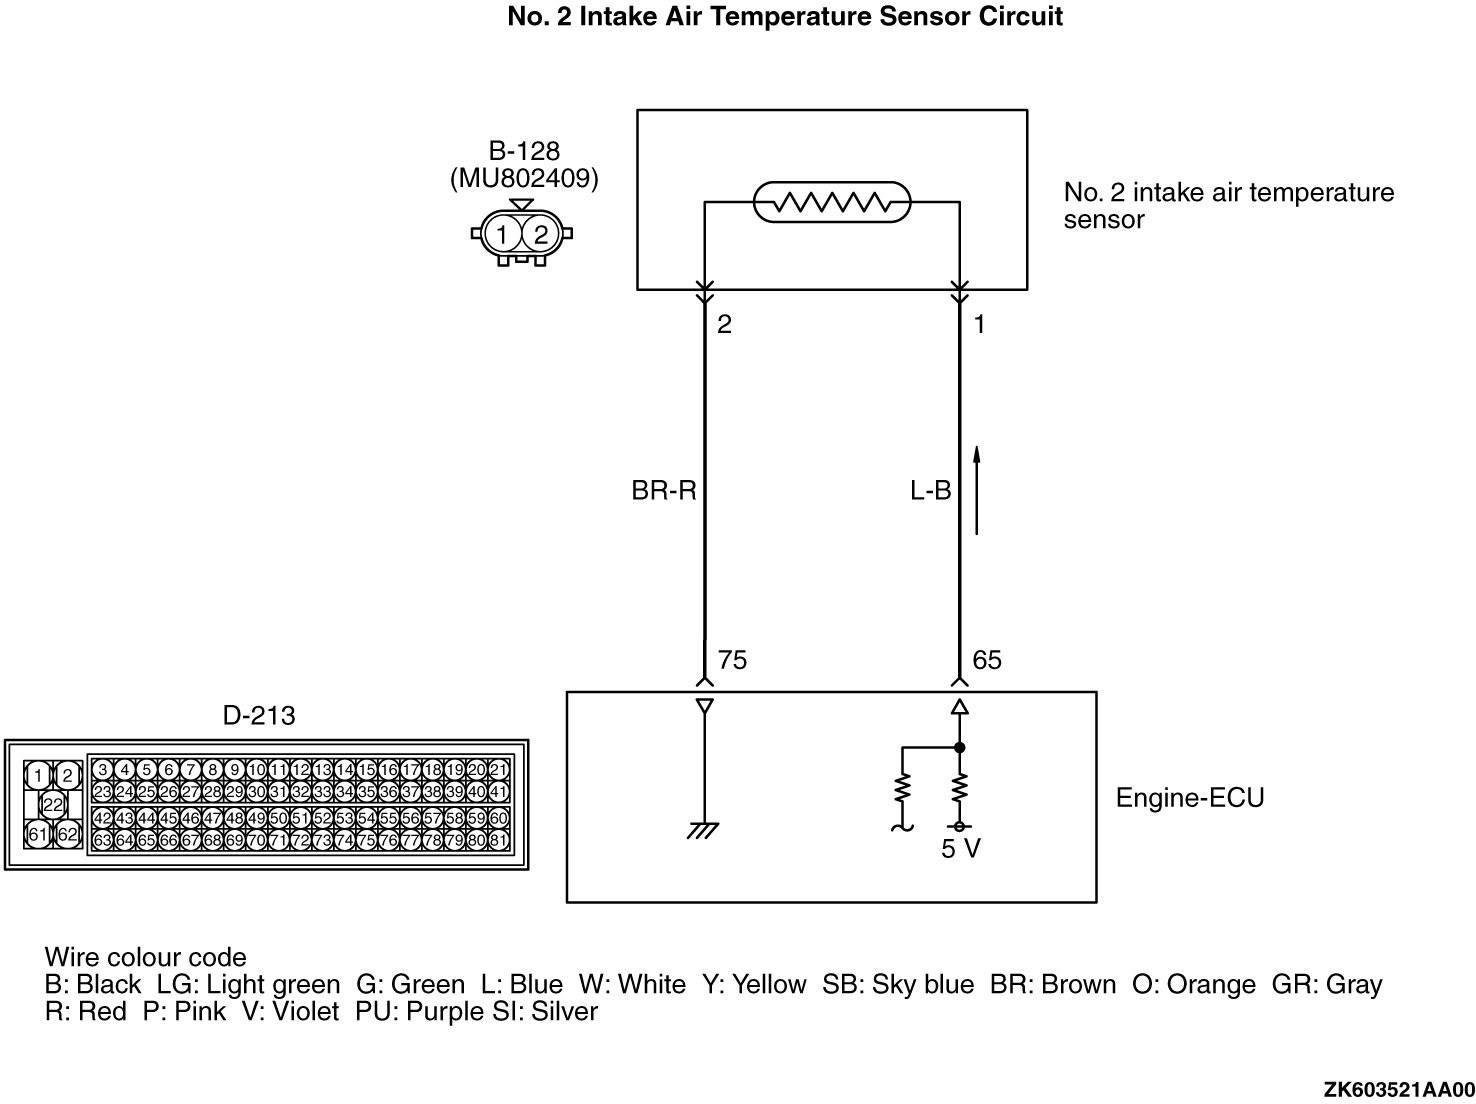 No. 2 Intake Air Temperature Sensor Circuit
B-128
(MU802409)
1 2
No. 2 intake air temperature
sensor
2 1
BR-R L-B
75 65
D-213
1 2
22
61 62
3 4 5 6 7 8 9 10 11 12 13 14 15 16 17 18 19 20 21
23 24 25 26 27 28 29 30 31 32 33 34 35 36 37 38 39 40 41
42 43 44 45 46 47 48 49 50 51 52 53 54 55 56 57 58 59 60
63 64 65 66 67 68 69 70 71 72 73 74 75 76 77 78 79 80 81
Engine-ECU
5 V
Wire colour code
B: Black LG: Light green G: Green L: Blue W: White Y: Yellow SB: Sky blue BR: Brown O: Orange GR: Gray
R: Red P: Pink V: Violet PU: Purple SI: Silver
ZK603521AA00